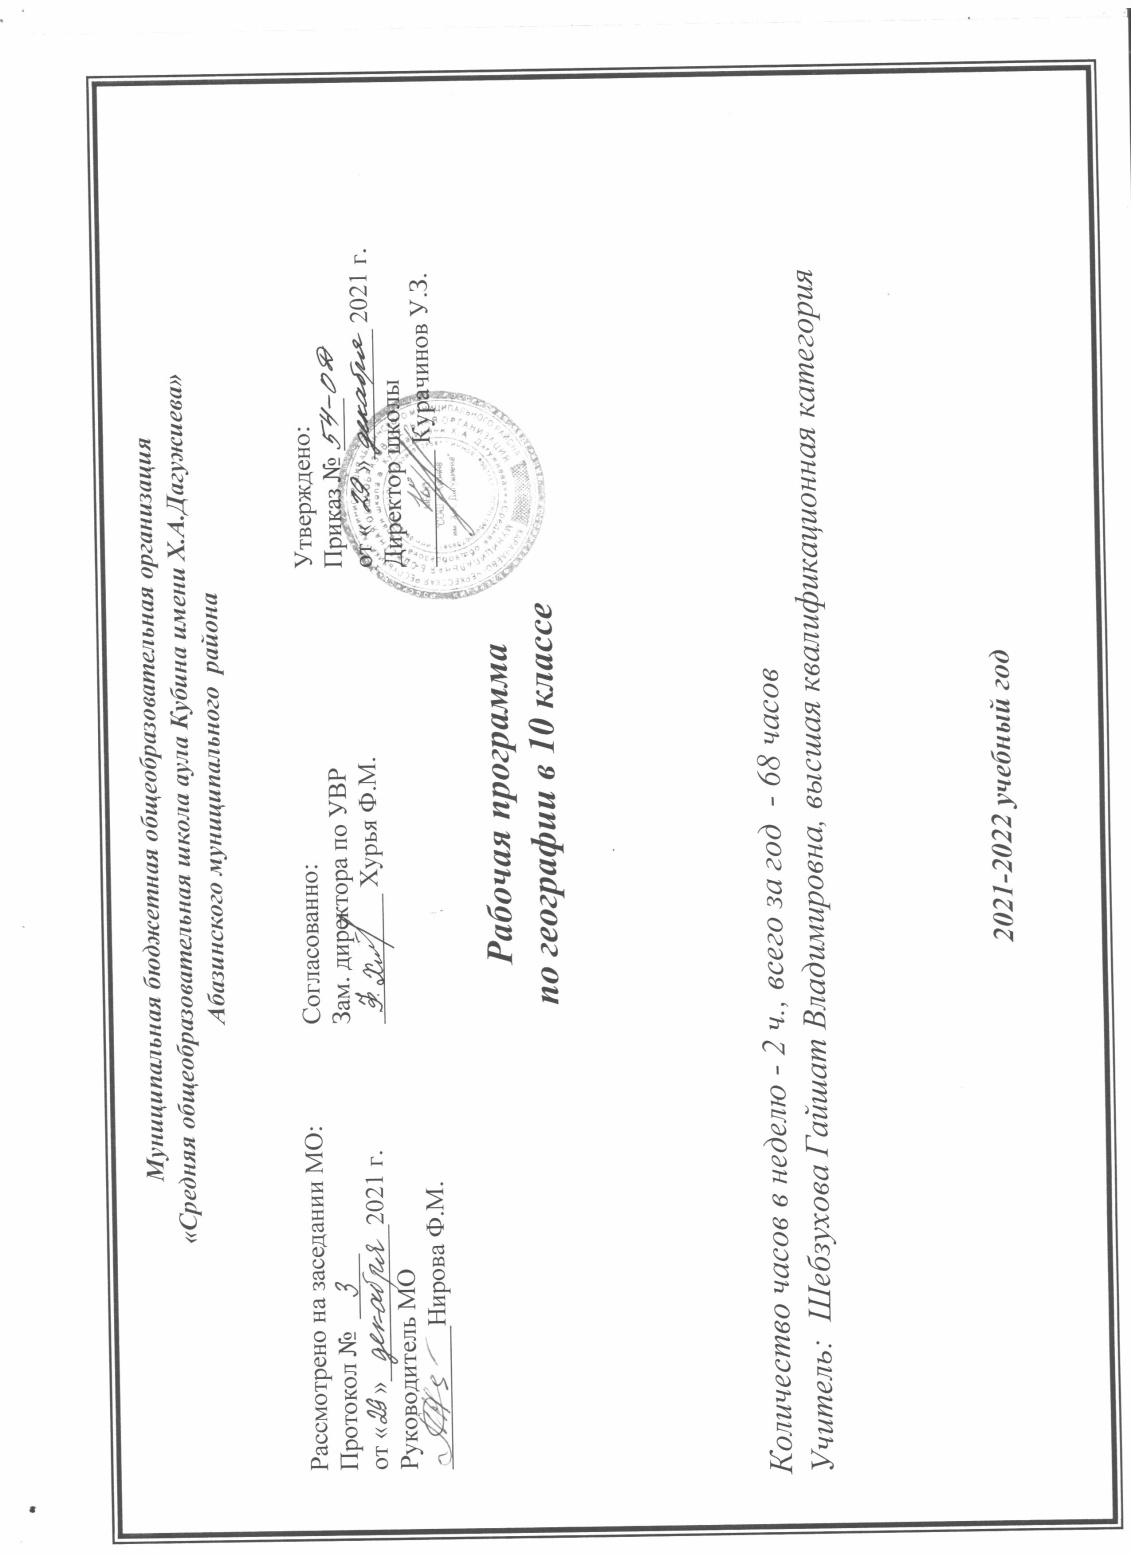 Муниципальная бюджетная общеобразовательная организация
«Средняя общеобразовательная школа аула Кубина имени Х.А.Дагужиева»
Абазинского муниципального района
Рассмотрено на заседании МО:
Протокол № 3
от «29» декабря 2021 г.
Руководитель МО
Нирова Ф.М.
Согласованно:
Зам. директора по УВР
Хурья Ф.М.
Утверждено:
Приказ № 54-ОД
от «29» декабря 2021 г.
Директор школы
Курачинов У.З.
Рабочая программа
по географии в 10 классе
Количество часов в неделю - 2 ч., всего за год - 68 часов
Учитель: Шебзухова Гайшат Владимировна, высшая квалификационная категория
2021-2022 учебный год